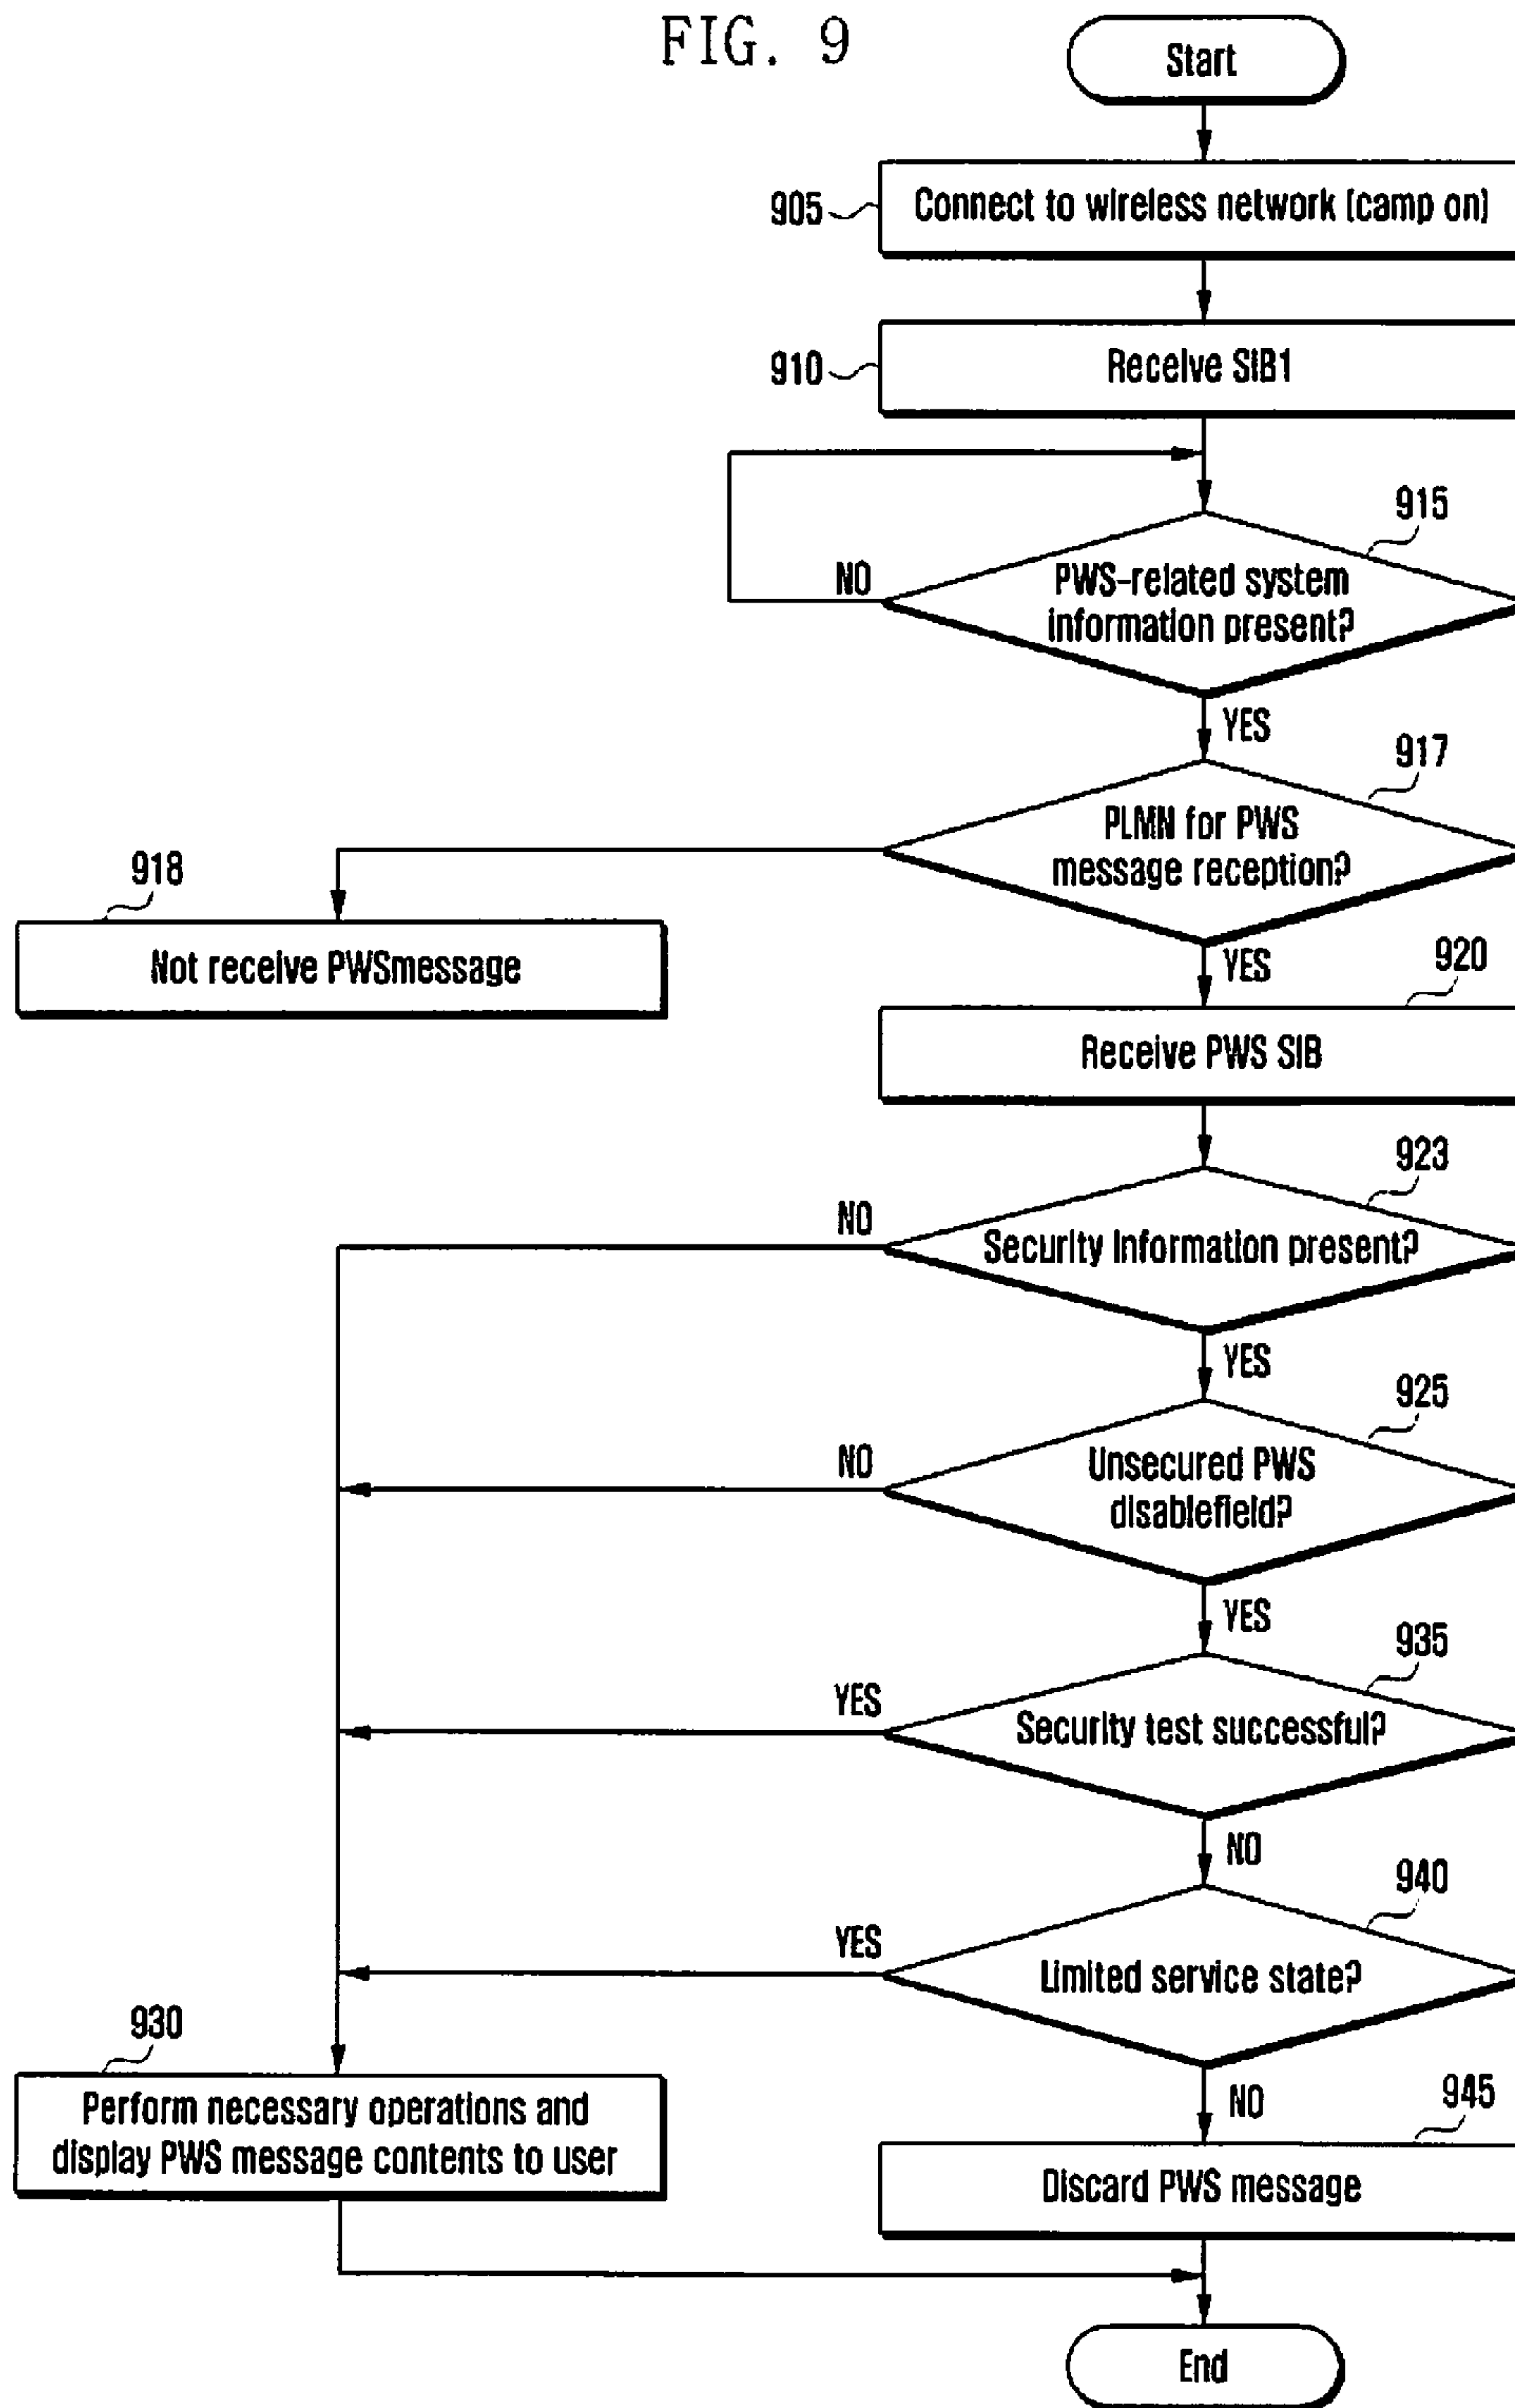 FIG. 9
Start
905
Connect to wireless network (camp on)
910
Receive SIB1
915
NO
PWS-related system
information present?
YES
917
PLMN for PWS
message reception?
918
Not receive PWSmessage
YES
920
Receive PWS SIB
923
NO
Security information present?
YES
925
NO
Unsecured PWS
disablefield?
YES
935
YES
Security test successful?
NO
940
YES
Limited service state?
930
Perform necessary operations and
display PWS message contents to user
NO
945
Discard PWS message
End